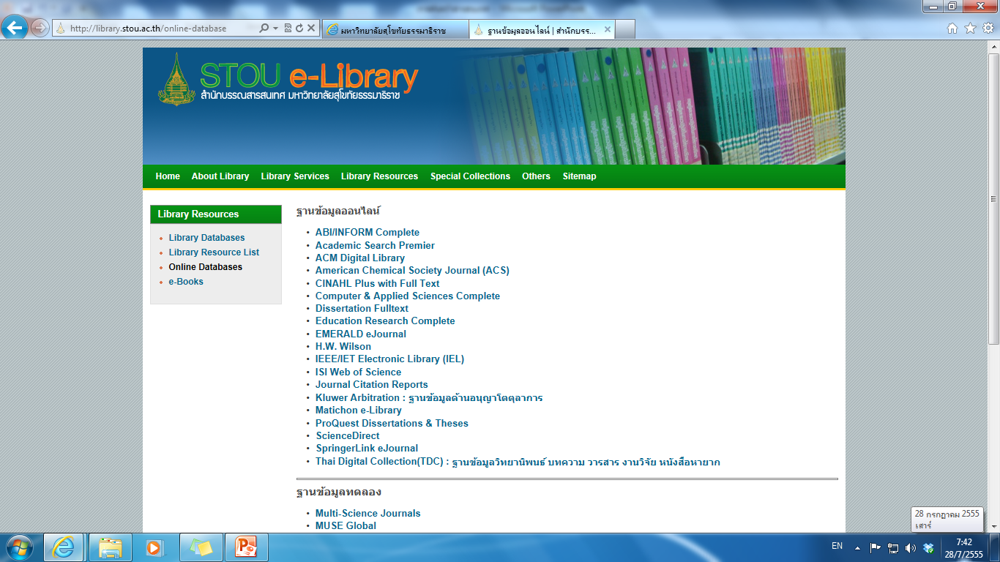 http://library.stou.ac.th/online-database
มหาวิทยาลัยสุโขทัยธรรมาธิราช
ฐานข้อมูลออนไลน์ | สำนักบรร...
STOU e-Library
สำนักบรรณสารสนเทศ มหาวิทยาลัยสุโขทัยธรรมาธิราช
Home About Library Library Services Library Resources Special Collections Others Sitemap
Library Resources
Library Databases
Library Resource List
Online Databases
e-Books
ฐานข้อมูลออนไลน์
• ABI/INFORM Complete
• Academic Search Premier
• ACM Digital Library
• American Chemical Society Journal (ACS)
• CINAHL Plus with Full Text
• Computer & Applied Sciences Complete
• Dissertation Fulltext
• Education Research Complete
• EMERALD eJournal
• H.W. Wilson
• IEEE/IET Electronic Library (IEL)
• ISI Web of Science
• Journal Citation Reports
• Kluwer Arbitration : ฐานข้อมูลด้านอนุญาโตตุลาการ
• Matichon e-Library
• ProQuest Dissertations & Theses
• ScienceDirect
• SpringerLink eJournal
• Thai Digital Collection(TDC) : ฐานข้อมูลวิทยานิพนธ์ บทความ วารสาร งานวิจัย หนังสือหายาก
ฐานข้อมูลทดลอง
• Multi-Science Journals
• MUSE Global
28 กรกฎาคม 2555
เสาร์
EN
7:42
28/7/2555